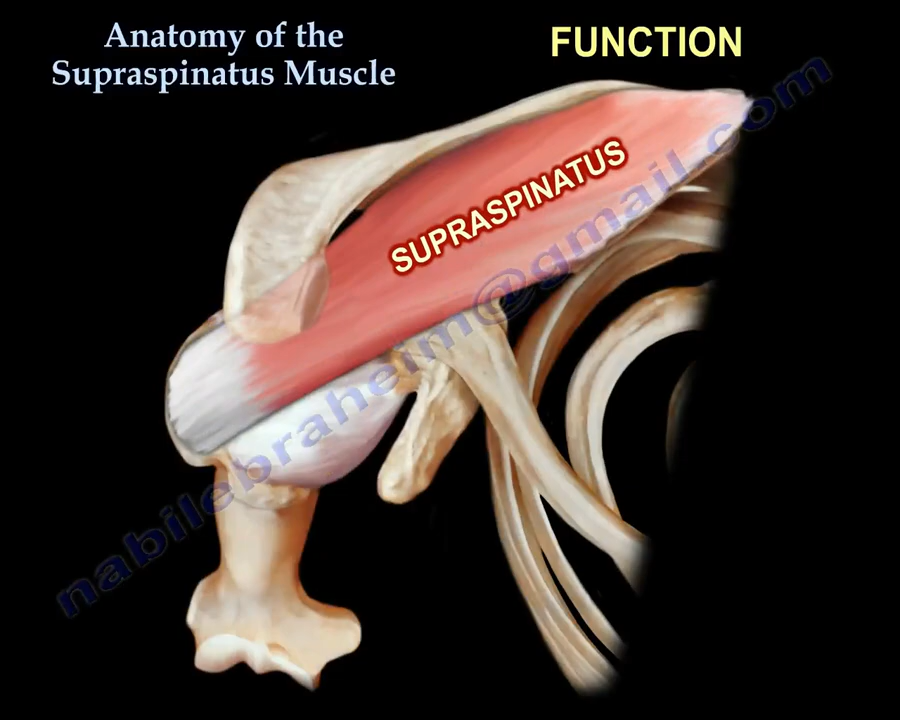 Anatomy of the
Supraspinatus Muscle
FUNCTION
SUPRASPINATUS
nabilebraheim@gmail.com